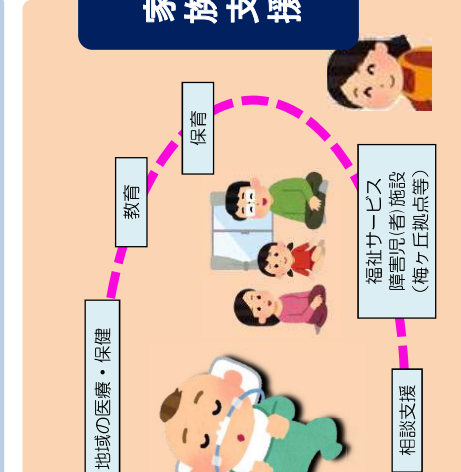 家族支援
保育
教育
地域の医療・保健
福祉サービス
障害児(者)施設
（梅ヶ丘拠点等）
相談支援